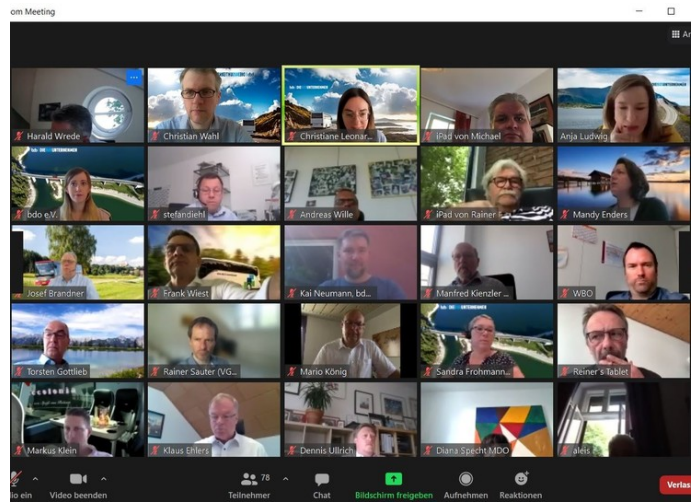 om Meeting
Harald Wrede
Christian Wahl
Christiane Leonar...
iPad von Michael
Anja Ludwig
bdo e.V.
stefandiehl
Andreas Wille
iPad von Rainer
Mandy Enders
Josef Brandner
Frank Wiest
Kai Neumann, bd...
Manfred Kienzler ...
WBO
Torsten Gottlieb
Rainer Sauter (VG...
Mario König
Sandra Frohmann...
Reiner's Tablet
Markus Klein
Klaus Ehlers
Dennis Ullrich
Diana Specht MDO
aleis
io ein
Video beenden
78
Teilnehmer
Chat
Bildschirm freigeben
Aufnehmen
Reaktionen
Verlas